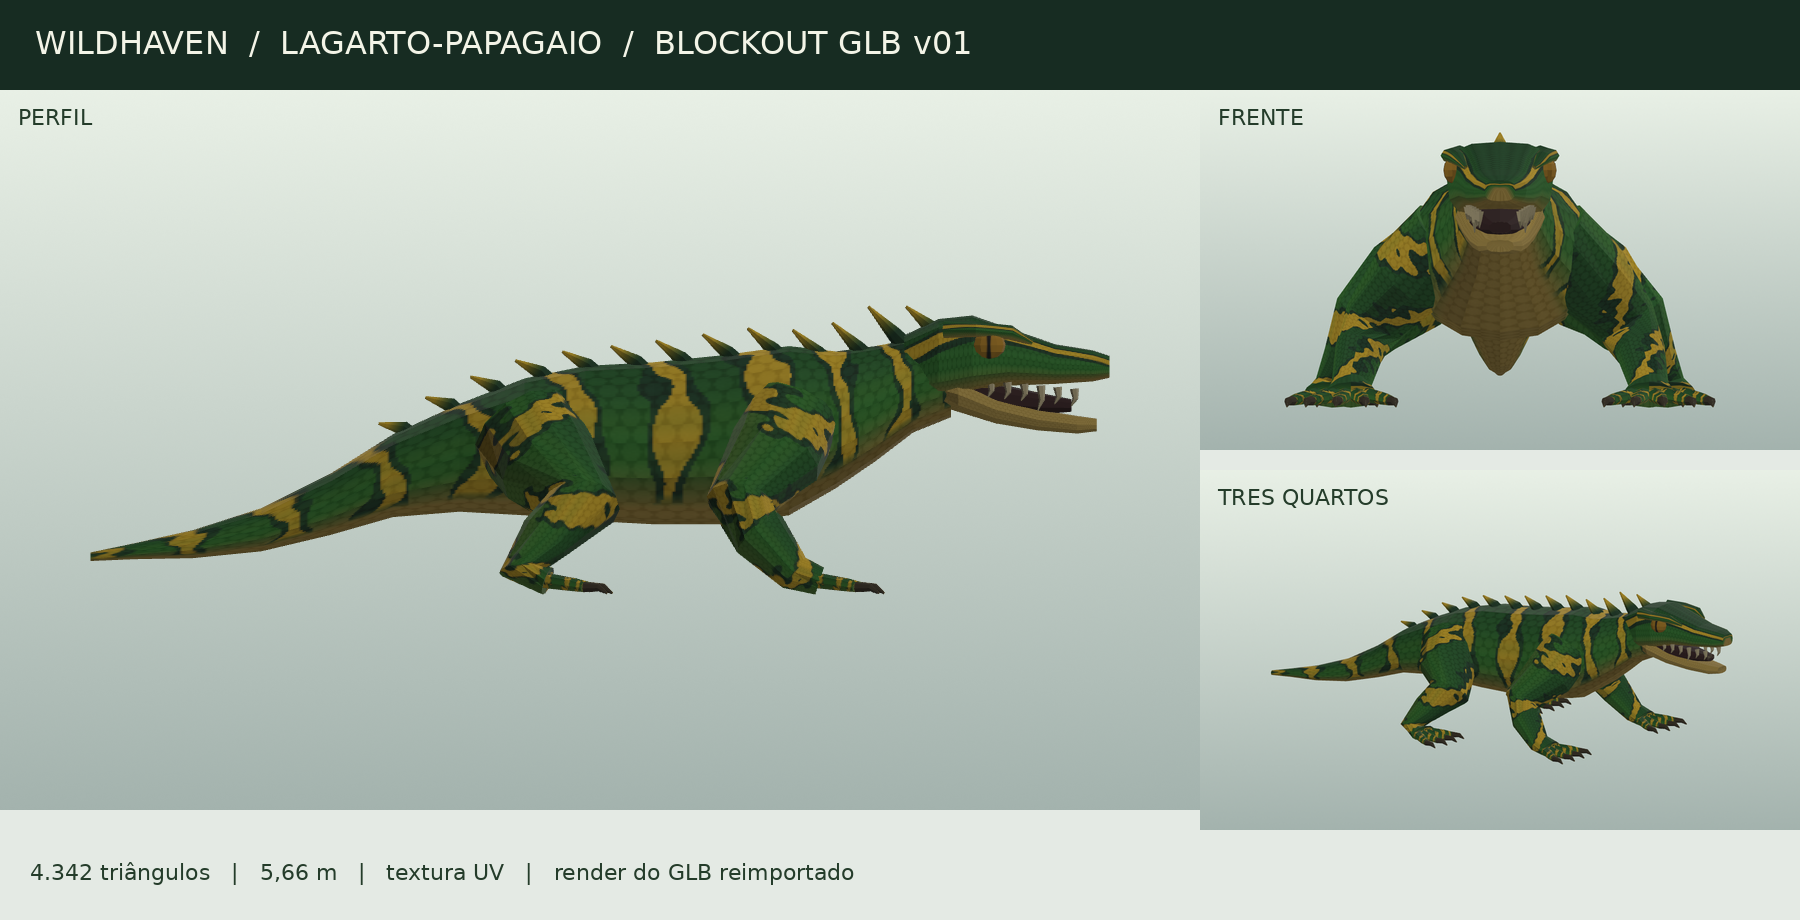 WILDHAVEN / LAGARTO-PAPAGAIO / BLOCKOUT GLB v01
PERFIL
FRENTE
TRES QUARTOS
4.342 triângulos | 5,66 m | textura UV | render do GLB reimportado